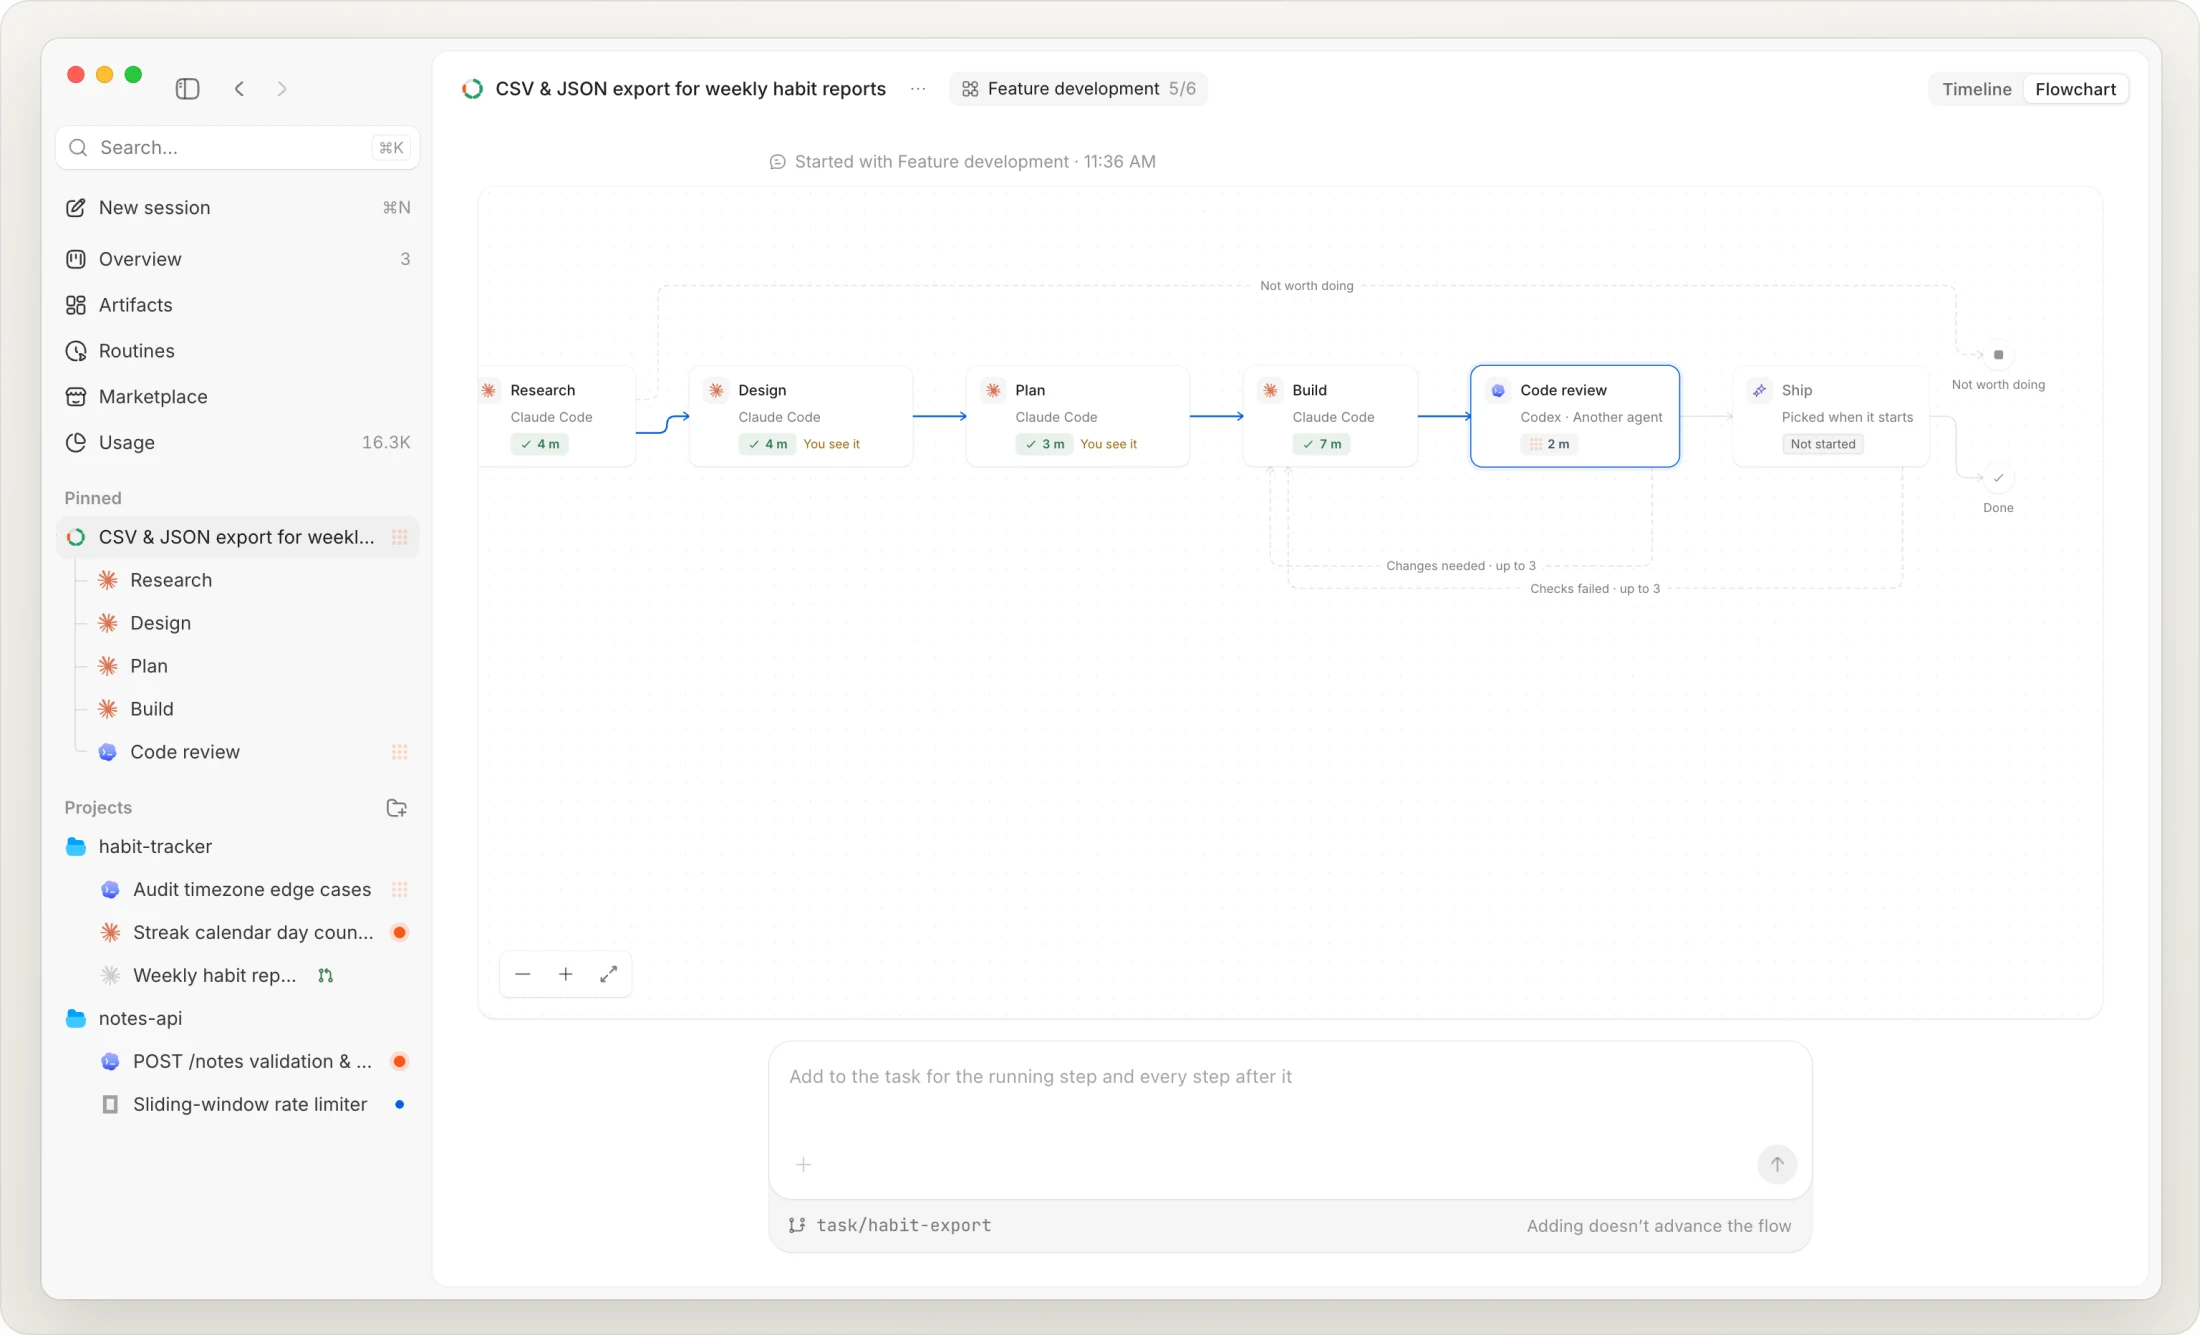 CSV & JSON export for weekly habit reports
Feature development 5/6
Timeline
Flowchart
Search...
⌘K
New session
⌘N
Overview
3
Artifacts
Routines
Marketplace
Usage
16.3K
Pinned
CSV & JSON export for weekl...
Research
Design
Plan
Build
Code review
Projects
habit-tracker
Audit timezone edge cases
Streak calendar day coun...
Weekly habit rep...
notes-api
POST /notes validation & ...
Sliding-window rate limiter
Started with Feature development · 11:36 AM
Not worth doing
Research
Claude Code
4 m
Design
Claude Code
4 m
You see it
Plan
Claude Code
3 m
You see it
Build
Claude Code
7 m
Code review
Codex · Another agent
2 m
Ship
Picked when it starts
Not started
Not worth doing
Done
Changes needed · up to 3
Checks failed · up to 3
Add to the task for the running step and every step after it
task/habit-export
Adding doesn’t advance the flow